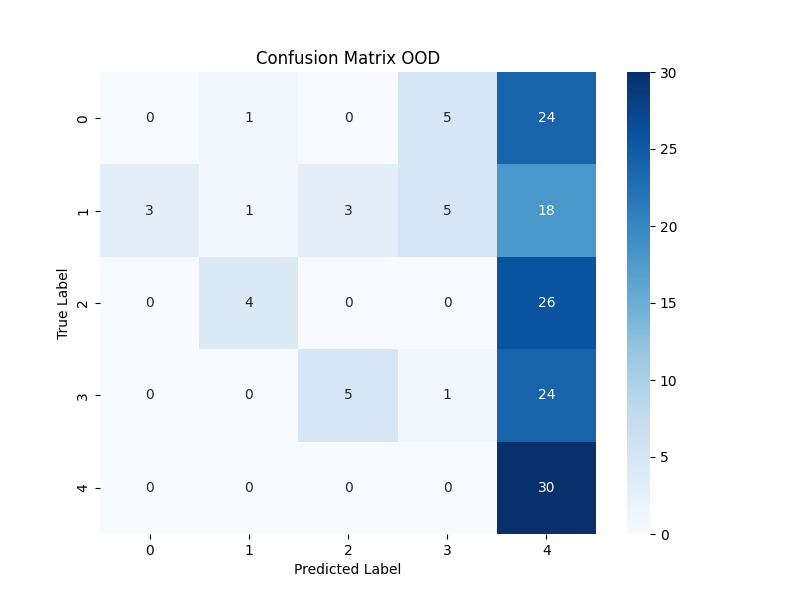 Confusion Matrix OOD
0 0 1 0 5 24
1 3 1 3 5 18
2 0 4 0 0 26
3 0 0 5 1 24
4 0 0 0 0 30
0 1 2 3 4
True Label
Predicted Label
30
25
20
15
10
5
0